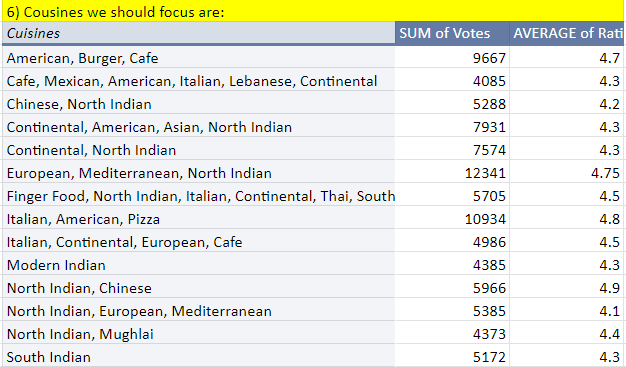 6) Cousines we should focus are:
Cuisines SUM of Votes AVERAGE of Rati
American, Burger, Cafe 9667 4.7
Cafe, Mexican, American, Italian, Lebanese, Continental 4085 4.3
Chinese, North Indian 5288 4.2
Continental, American, Asian, North Indian 7931 4.3
Continental, North Indian 7574 4.3
European, Mediterranean, North Indian 12341 4.75
Finger Food, North Indian, Italian, Continental, Thai, South 5705 4.5
Italian, American, Pizza 10934 4.8
Italian, Continental, European, Cafe 4986 4.5
Modern Indian 4385 4.3
North Indian, Chinese 5966 4.9
North Indian, European, Mediterranean 5385 4.1
North Indian, Mughlai 4373 4.4
South Indian 5172 4.3